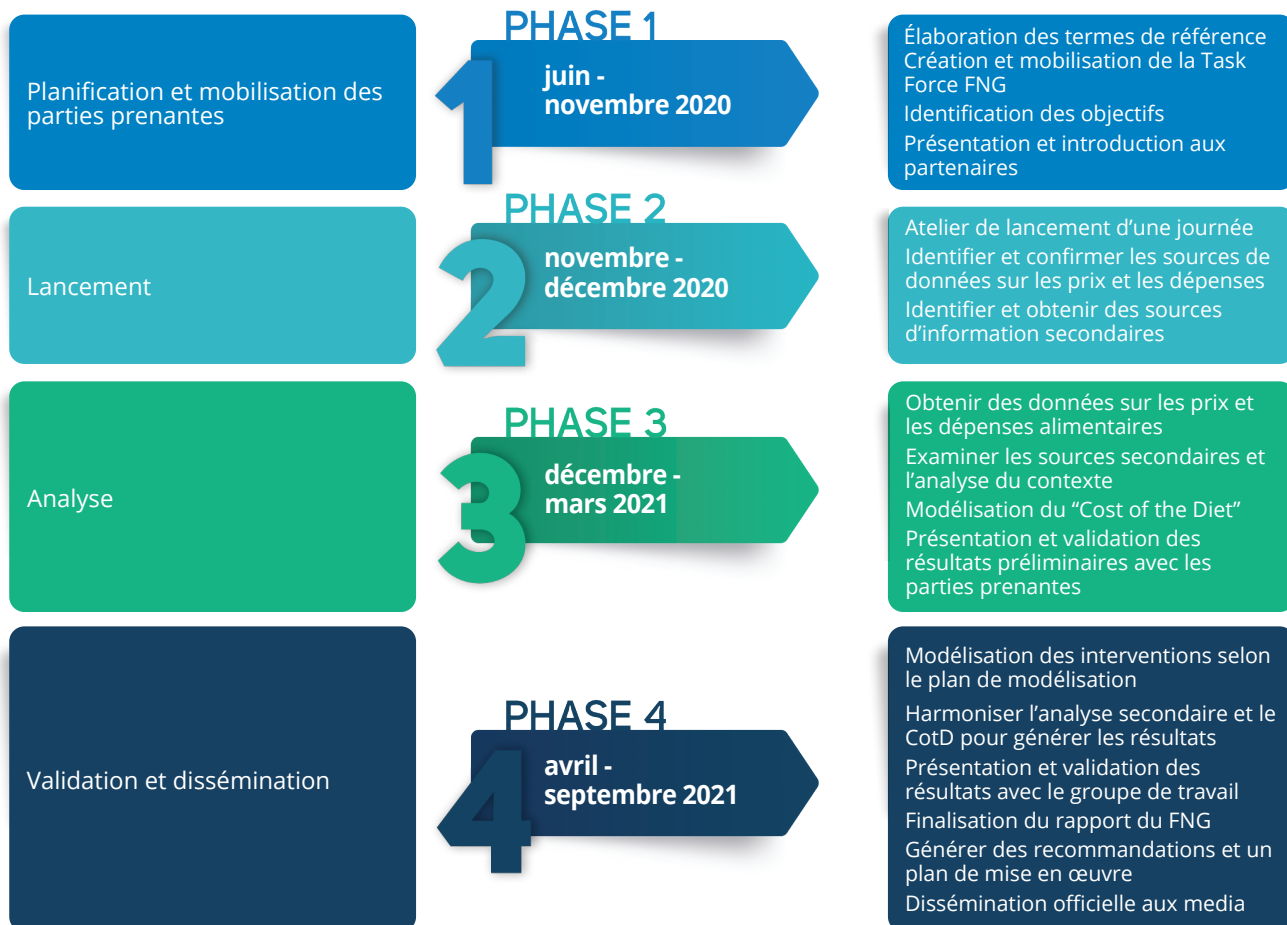 Planification et mobilisation des
parties prenantes
PHASE 1
1
juin -
novembre 2020
Élaboration des termes de référence
Création et mobilisation de la Task
Force FNG
Identification des objectifs
Présentation et introduction aux
partenaires
Lancement
PHASE 2
2
novembre -
décembre 2020
Atelier de lancement d’une journée
Identifier et confirmer les sources de
données sur les prix et les dépenses
Identifier et obtenir des sources
d’information secondaires
Analyse
PHASE 3
3
décembre -
mars 2021
Obtenir des données sur les prix et
les dépenses alimentaires
Examiner les sources secondaires et
l’analyse du contexte
Modélisation du “Cost of the Diet”
Présentation et validation des
résultats préliminaires avec les
parties prenantes
Validation et dissémination
PHASE 4
4
avril -
septembre 2021
Modélisation des interventions selon
le plan de modélisation
Harmoniser l’analyse secondaire et le
CotD pour générer les résultats
Présentation et validation des
résultats avec le groupe de travail
Finalisation du rapport du FNG
Générer des recommandations et un
plan de mise en œuvre
Dissémination officielle aux media